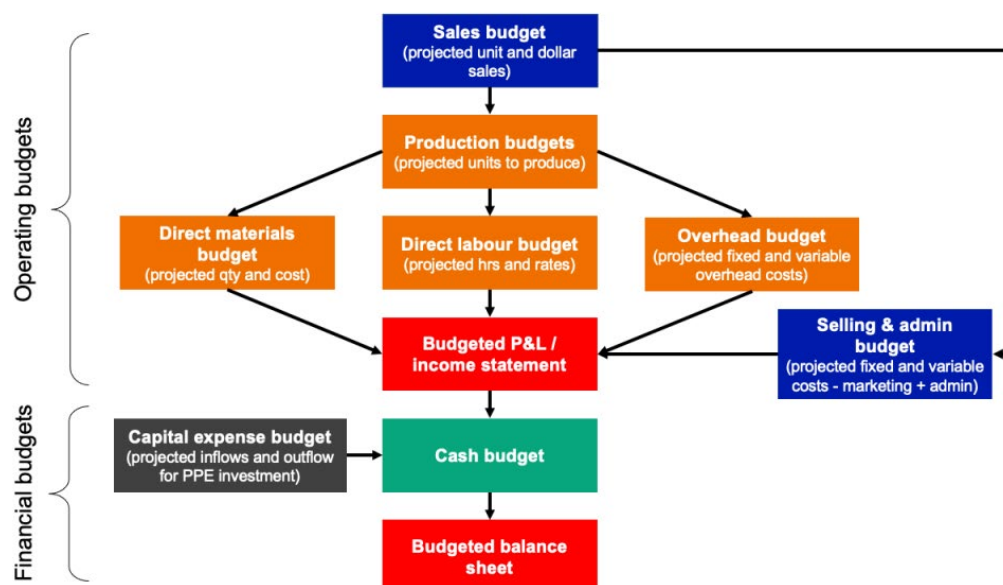 Sales budget
(projected unit and dollar
sales)
Production budgets
(projected units to produce)
Direct materials
budget
(projected qty and cost)
Direct labour budget
(projected hrs and rates)
Overhead budget
(projected fixed and variable
overhead costs)
Budgeted P&L /
income statement
Selling & admin
budget
(projected fixed and variable
costs - marketing + admin)
Capital expense budget
(projected inflows and outflow
for PPE investment)
Cash budget
Budgeted balance
sheet
Operating budgets
Financial budgets